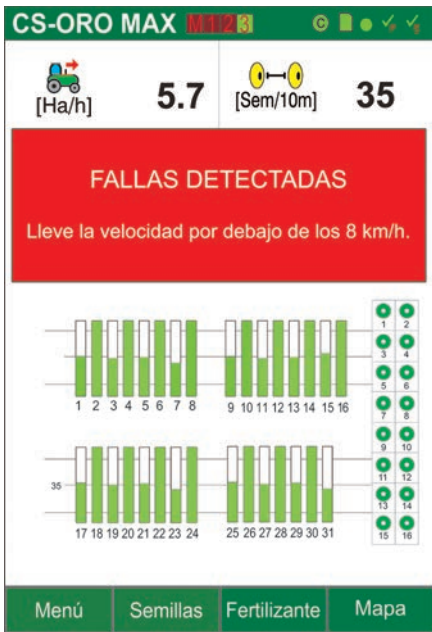 CS-ORO MAX M 1 2 3 C
5.7 35
[Ha/h] [Sem/10m]
FALLAS DETECTADAS
Lleve la velocidad por debajo de los 8 km/h.
1 2 3 4 5 6 7 8 9 10 11 12 13 14 15 16
35
17 18 19 20 21 22 23 24 25 26 27 28 29 30 31
1 2
3 4
5 6
7 8
9 10
11 12
13 14
15 16
Menú Semillas Fertilizante Mapa